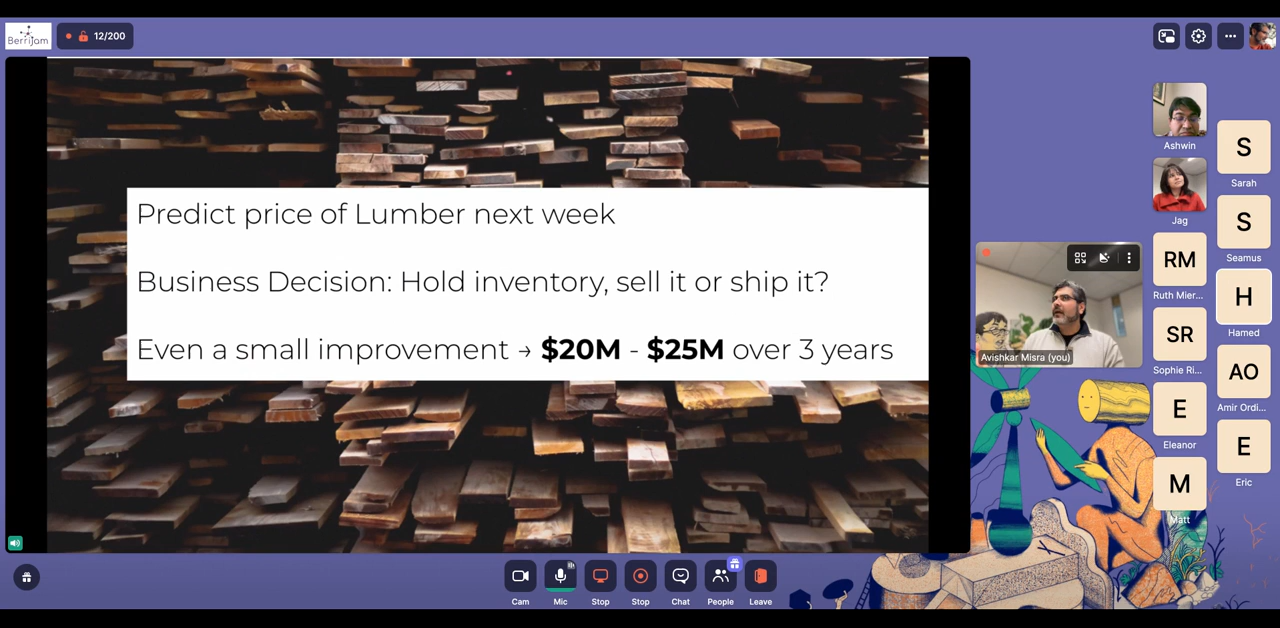 Berrijam
12/200
Predict price of Lumber next week
Business Decision: Hold inventory, sell it or ship it?
Even a small improvement → $20M - $25M over 3 years
Avishkar Misra (you)
Ashwin
Jag
RM
Ruth Mier...
SR
Sophie Ri...
E
Eleanor
M
Matt
S
Sarah
S
Seamus
H
Hamed
AO
Amir Ordi...
E
Eric
Cam
Mic
Stop
Stop
Chat
People
Leave